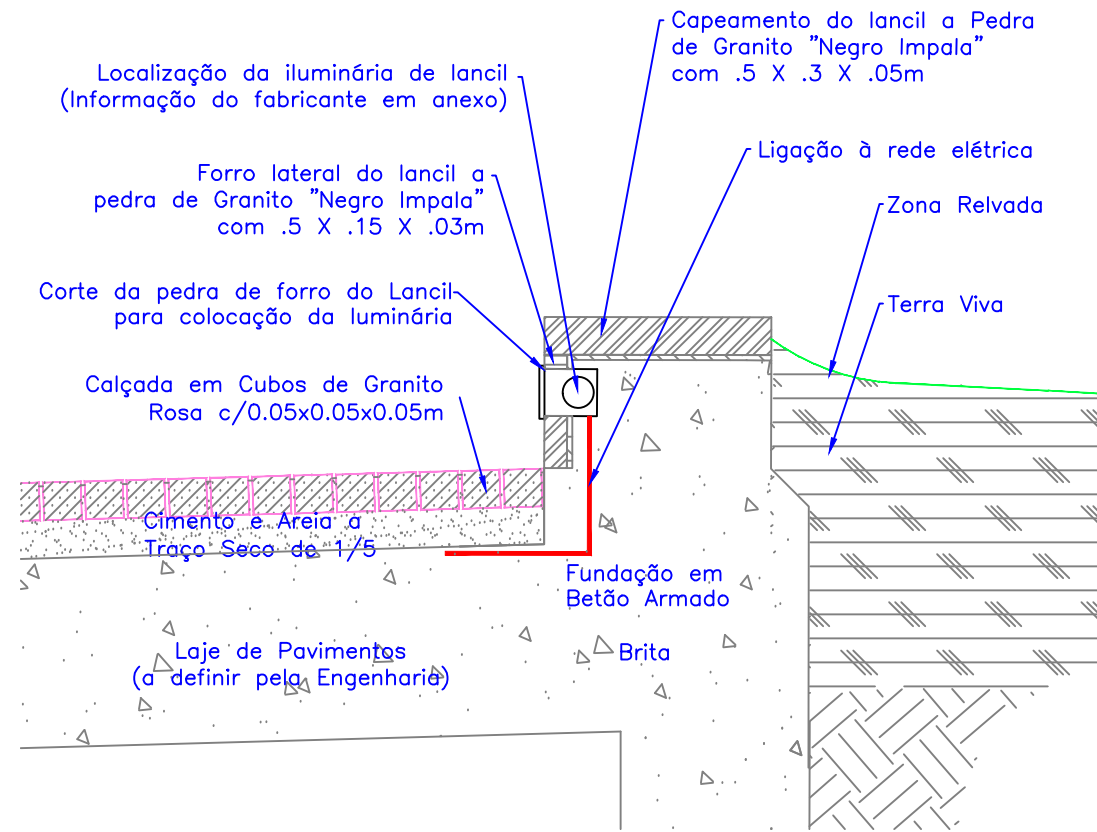 Capeamento do lancil a Pedra
de Granito "Negro Impala"
com .5 X .3 X .05m
Localização da iluminária de lancil
(Informação do fabricante em anexo)
Ligação à rede elétrica
Forro lateral do lancil a
pedra de Granito "Negro Impala"
com .5 X .15 X .03m
Zona Relvada
Corte da pedra de forro do Lancil
para colocação da luminária
Terra Viva
Calçada em Cubos de Granito
Rosa c/0.05x0.05x0.05m
Cimento e Areia a
Traço Seco de 1/5
Fundação em
Betão Armado
Laje de Pavimentos
(a definir pela Engenharia)
Brita